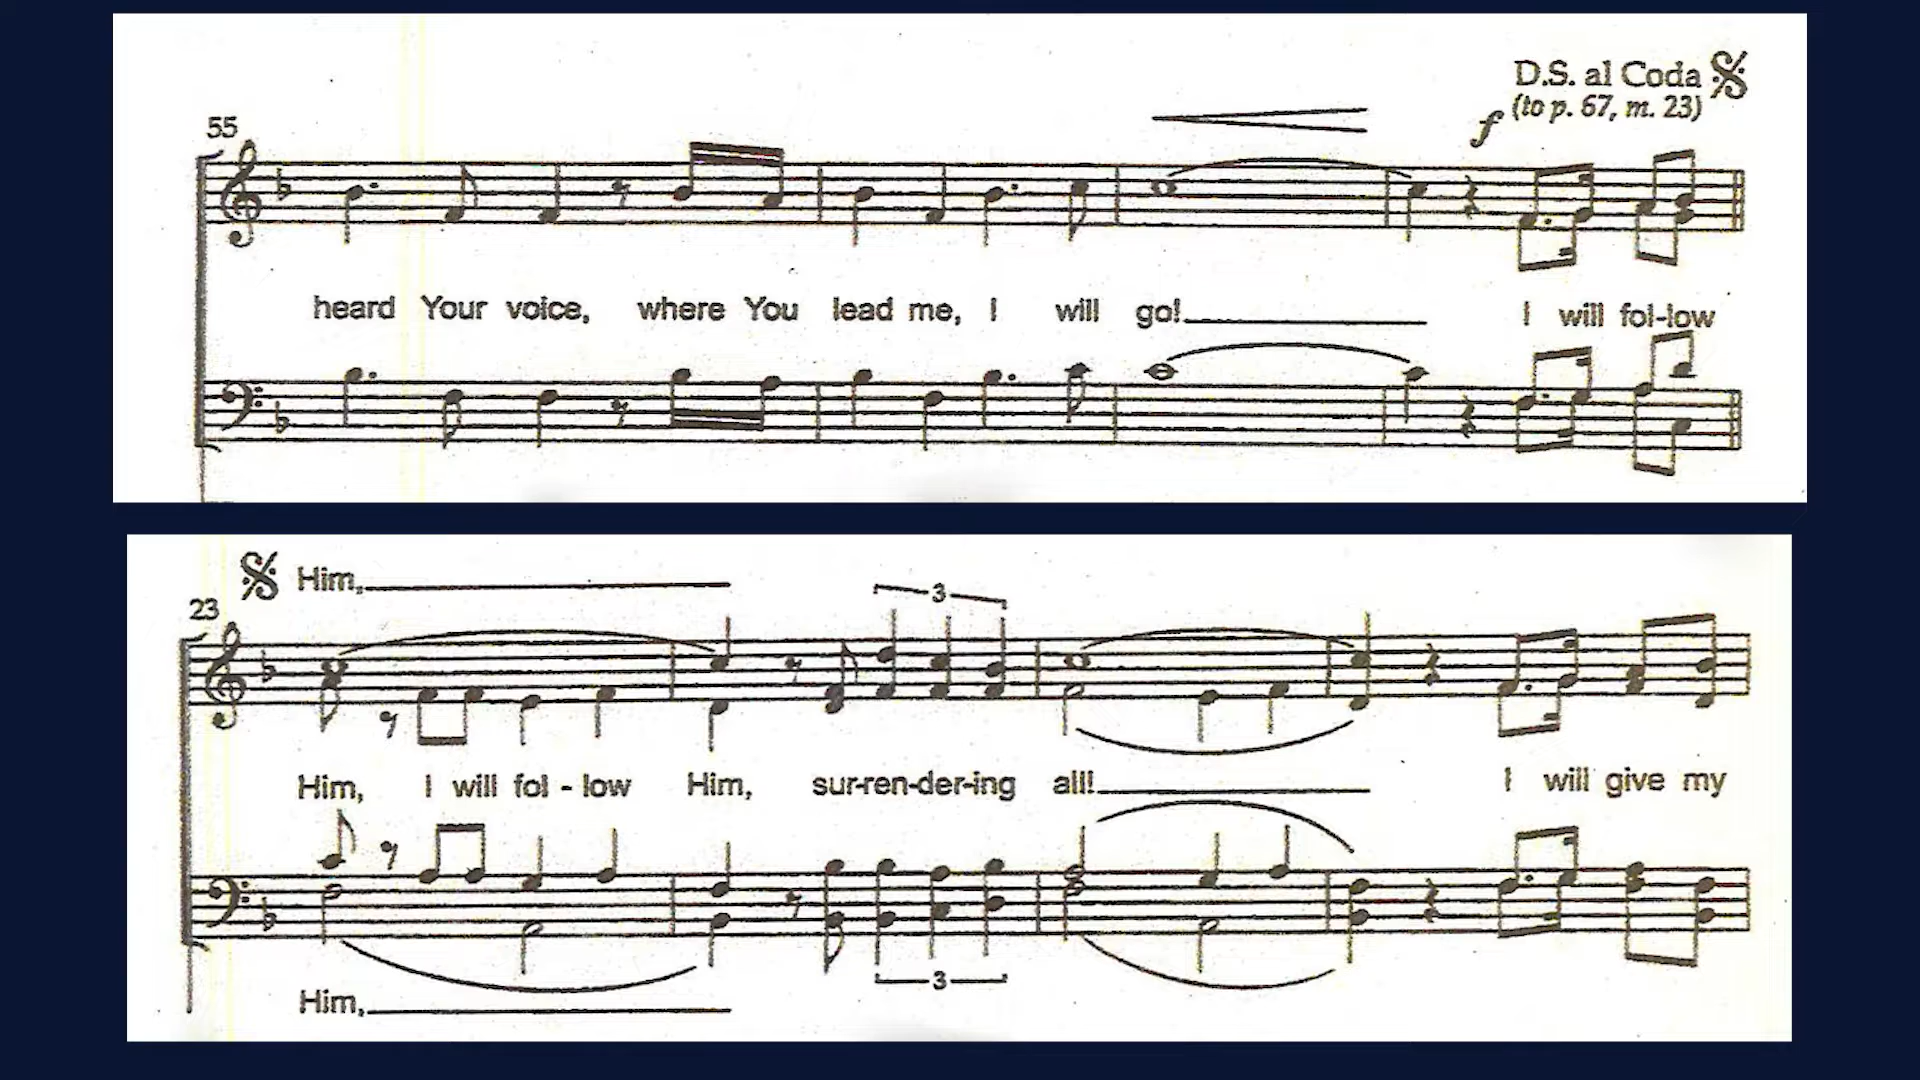 D.S. al Coda
f (to p. 67, m. 23)
55
heard Your voice, where You lead me, I will go! I will fol-low
Him,
23
3
Him, I will fol - low Him, sur-ren-der-ing all! I will give my
3
Him,